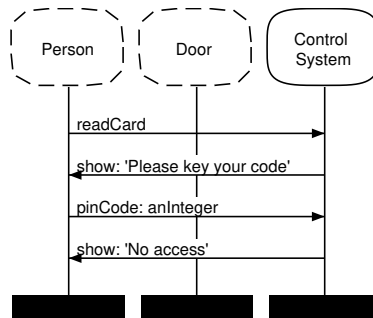 Person
Door
Control
System
readCard
show: 'Please key your code'
pinCode: anInteger
show: 'No access'